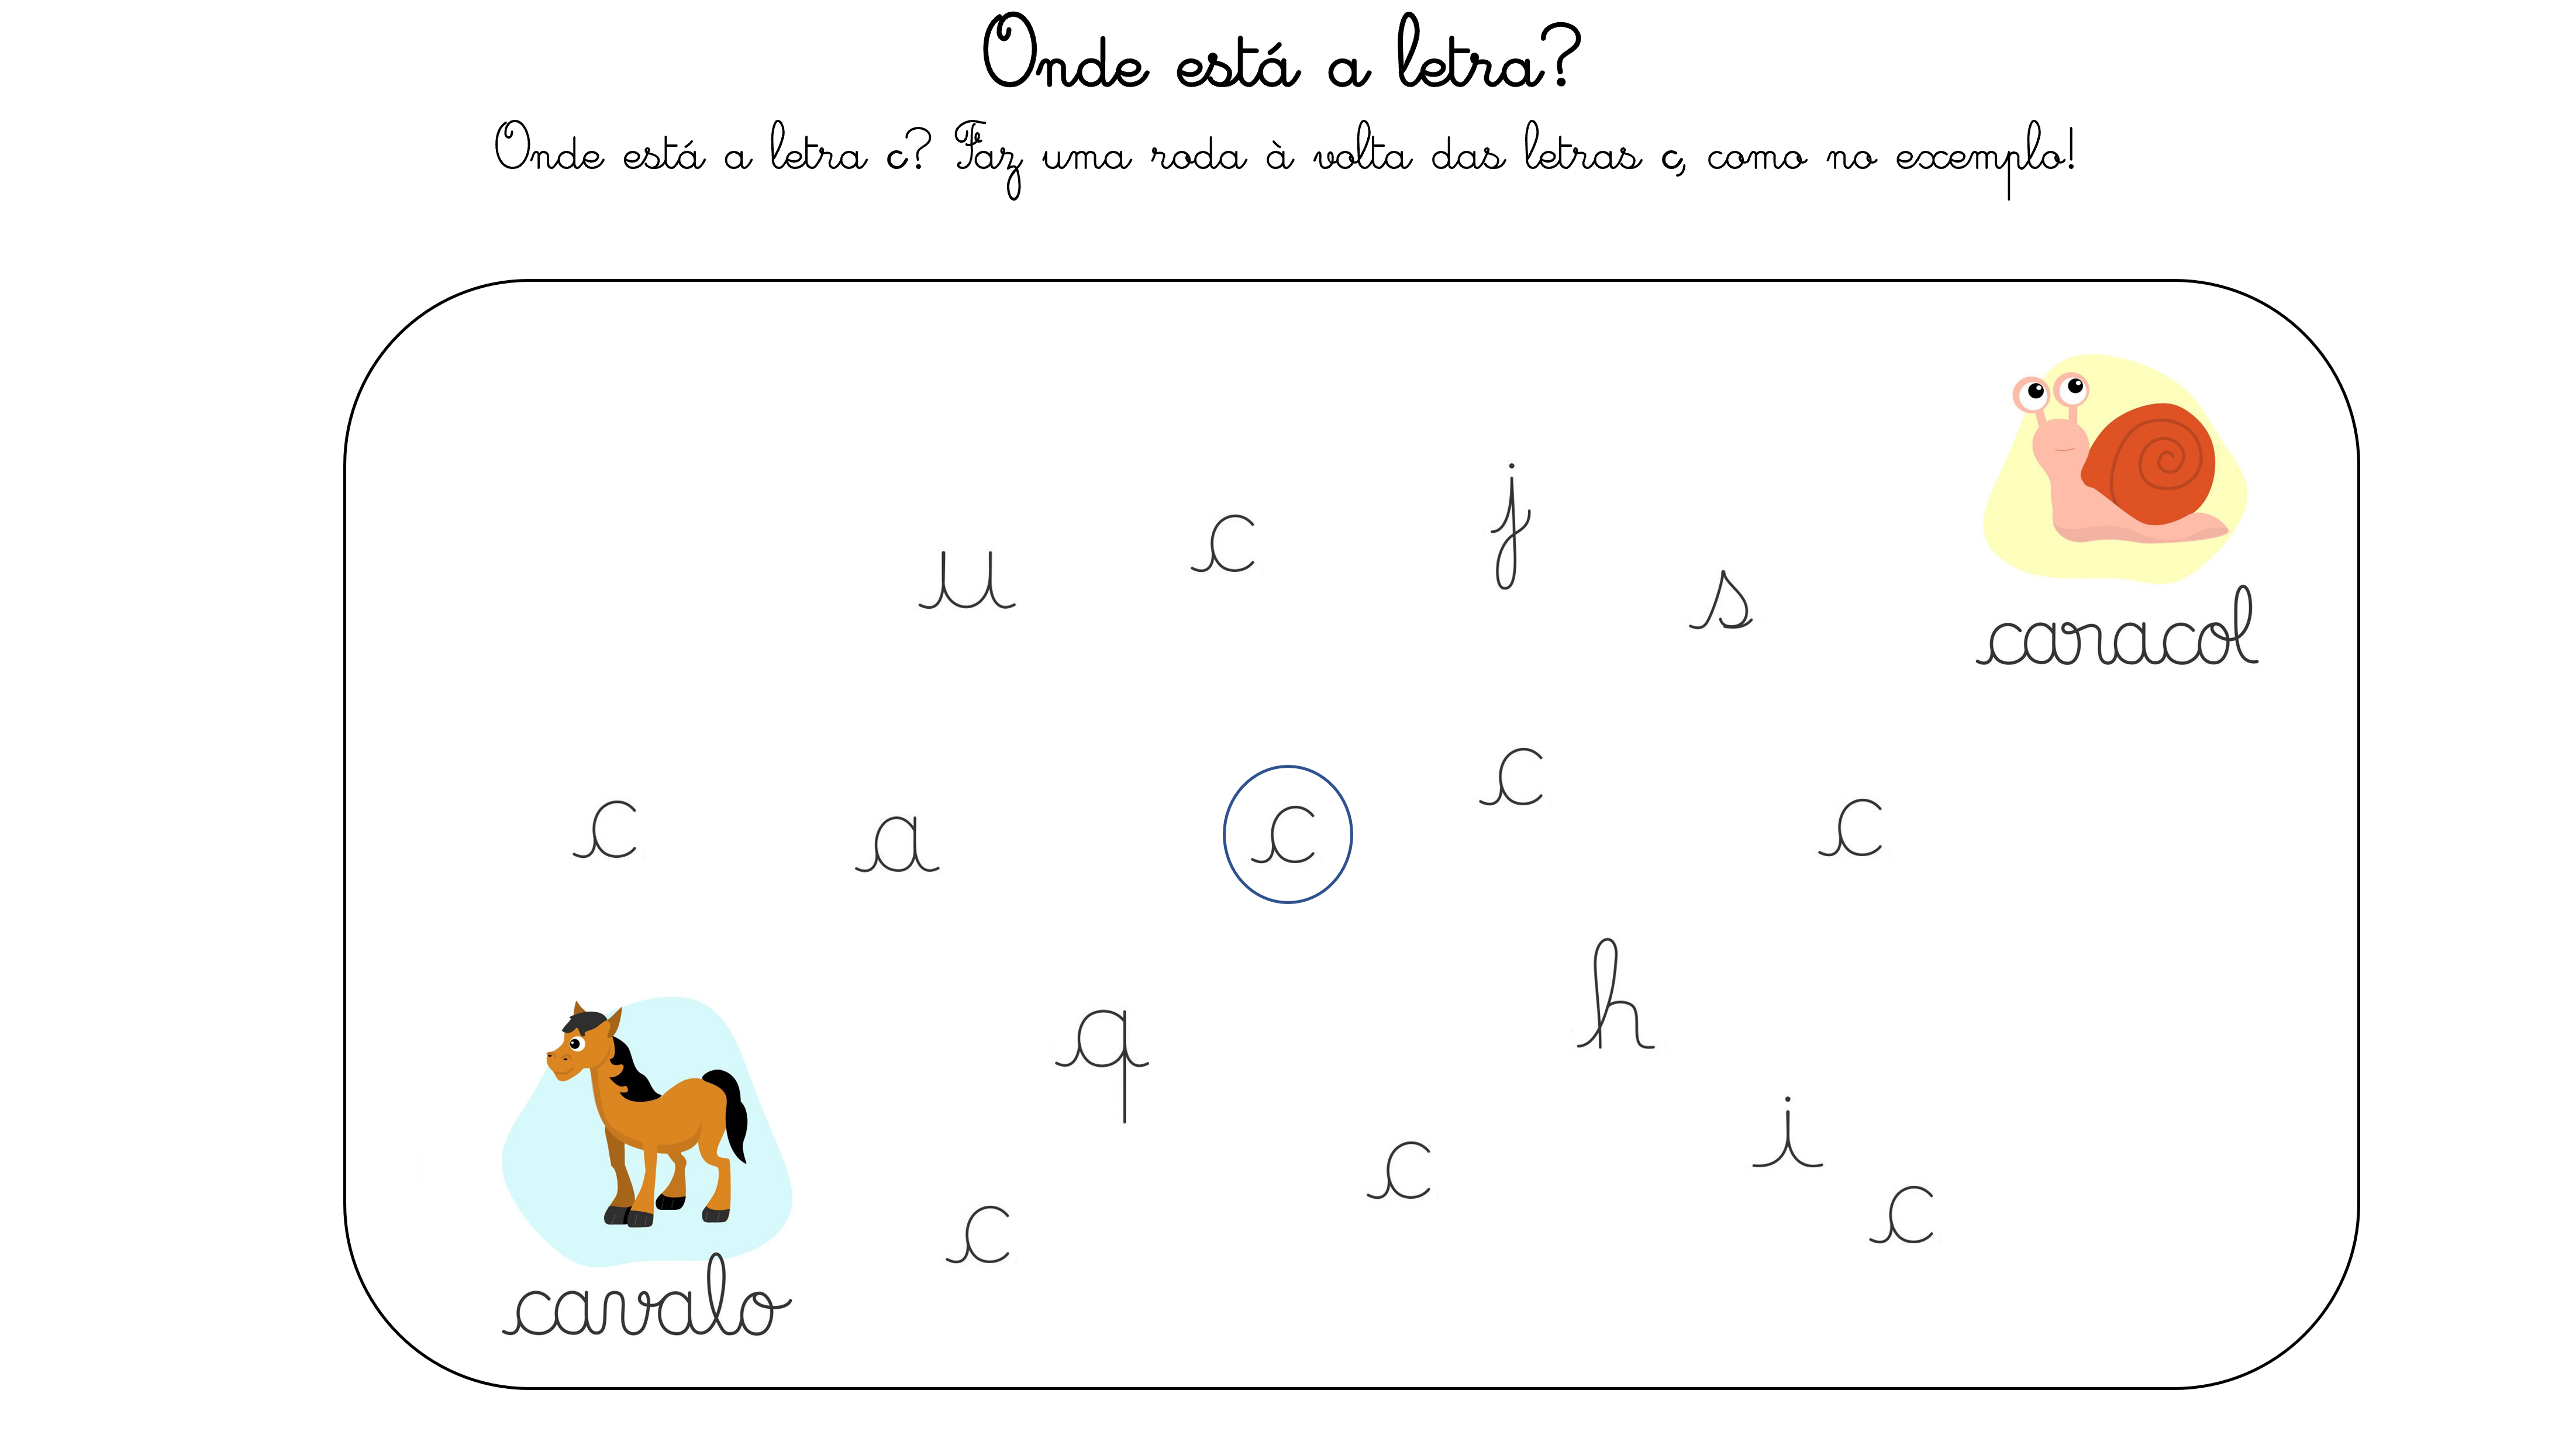 Onde está a letra?
Onde está a letra c? Faz uma roda à volta das letras c, como no exemplo!
u c j s
caracol
c a c c c
q h
i
c c c
cavalo